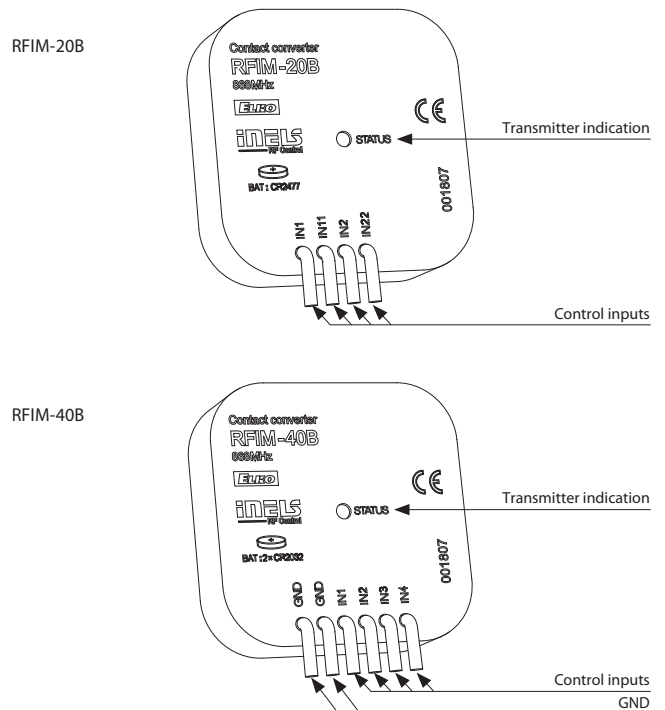 RFIM-20B
Contact converter
RFIM-20B
868MHz
ELKO
CE
iNELS
RF Control
STATUS
Transmitter indication
BAT : CR2477
001807
IN1
IN11
IN2
IN22
Control inputs
RFIM-40B
Contact converter
RFIM-40B
868MHz
ELKO
CE
iNELS
RF Control
STATUS
Transmitter indication
BAT :2×CR2032
001807
GND
GND
IN1
IN2
IN3
IN4
Control inputs
GND